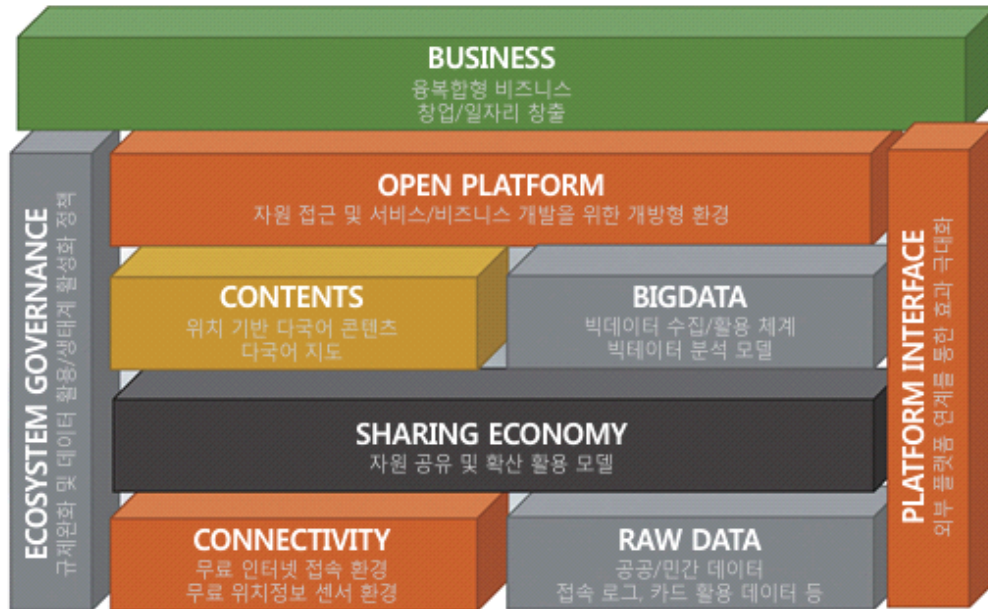 BUSINESS
융복합형 비즈니스
창업/일자리 창출
OPEN PLATFORM
자원 접근 및 서비스/비즈니스 개발을 위한 개방형 환경
ECOSYSTEM GOVERNANCE
규제완화 및 데이터 활용/생태계 활성화 정책
CONTENTS
위치 기반 다국어 콘텐츠
다국어 지도
BIGDATA
빅데이터 수집/활용 체계
빅테이터 분석 모델
PLATFORM INTERFACE
외부 플랫폼 연계를 통한 효과 극대화
SHARING ECONOMY
자원 공유 및 확산 활용 모델
CONNECTIVITY
무료 인터넷 접속 환경
무료 위치정보 센서 환경
RAW DATA
공공/민간 데이터
접속 로그, 카드 활용 데이터 등